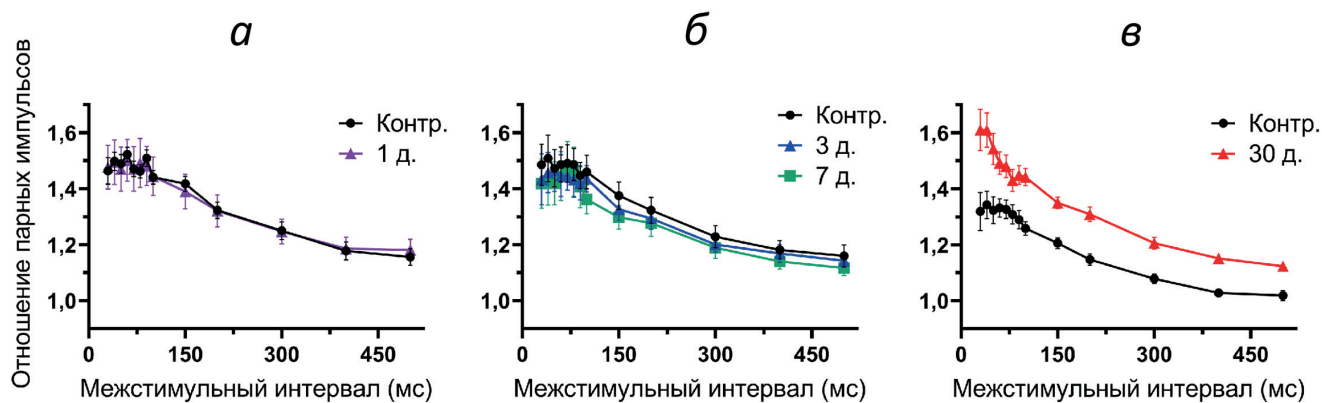 а
б
в
Отношение парных импульсов
1,6
1,4
1,2
1,0
Контр.
1 д.
0
150
300
450
Межстимульный интервал (мс)
1,6
1,4
1,2
1,0
Контр.
3 д.
7 д.
0
150
300
450
Межстимульный интервал (мс)
1,6
1,4
1,2
1,0
Контр.
30 д.
0
150
300
450
Межстимульный интервал (мс)